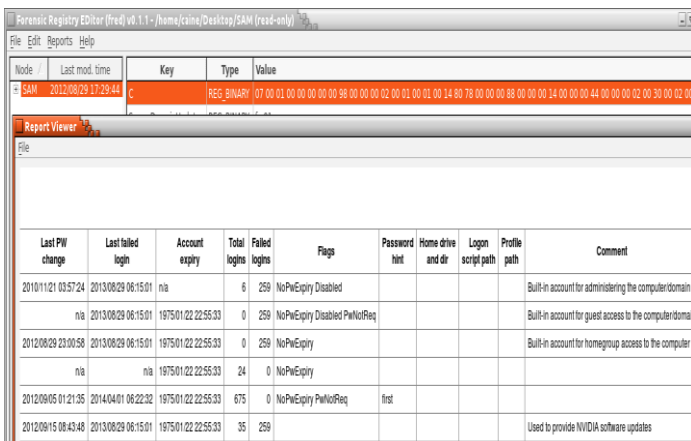 Forensic Registry EDitor (fred) v0.1.1 - /home/caine/Desktop/SAM (read-only)
File Edit Reports Help
Node / Last mod. time Key Type Value
SAM 2012/08/29 17:29:44 C REG_BINARY 07 00 01 00 00 00 00 00 98 00 00 00 02 00 01 00 01 00 14 80 78 00 00 00 88 00 00 00 14 00 00 00 44 00 00 00 02 00 30 00 02 00
Report Viewer
File
Last PW change Last failed login Account expiry Total logins Failed logins Flags Password hint Home drive and dir Logon script path Profile path Comment
2010/11/21 03:57:24 2013/08/29 06:15:01 n/a 6 259 NoPwExpiry Disabled Built-in account for administering the computer/domain
n/a 2013/08/29 06:15:01 1975/01/22 22:55:33 0 259 NoPwExpiry Disabled PwNotReq Built-in account for guest access to the computer/doma
2012/08/29 23:00:58 2013/08/29 06:15:01 1975/01/22 22:55:33 0 259 NoPwExpiry Built-in account for homegroup access to the computer
n/a n/a 1975/01/22 22:55:33 24 0 NoPwExpiry
2012/09/05 01:21:35 2014/04/01 06:22:32 1975/01/22 22:55:33 675 0 NoPwExpiry PwNotReq first
2012/09/15 08:43:48 2013/08/29 06:15:01 1975/01/22 22:55:33 35 259 Used to provide NVIDIA software updates